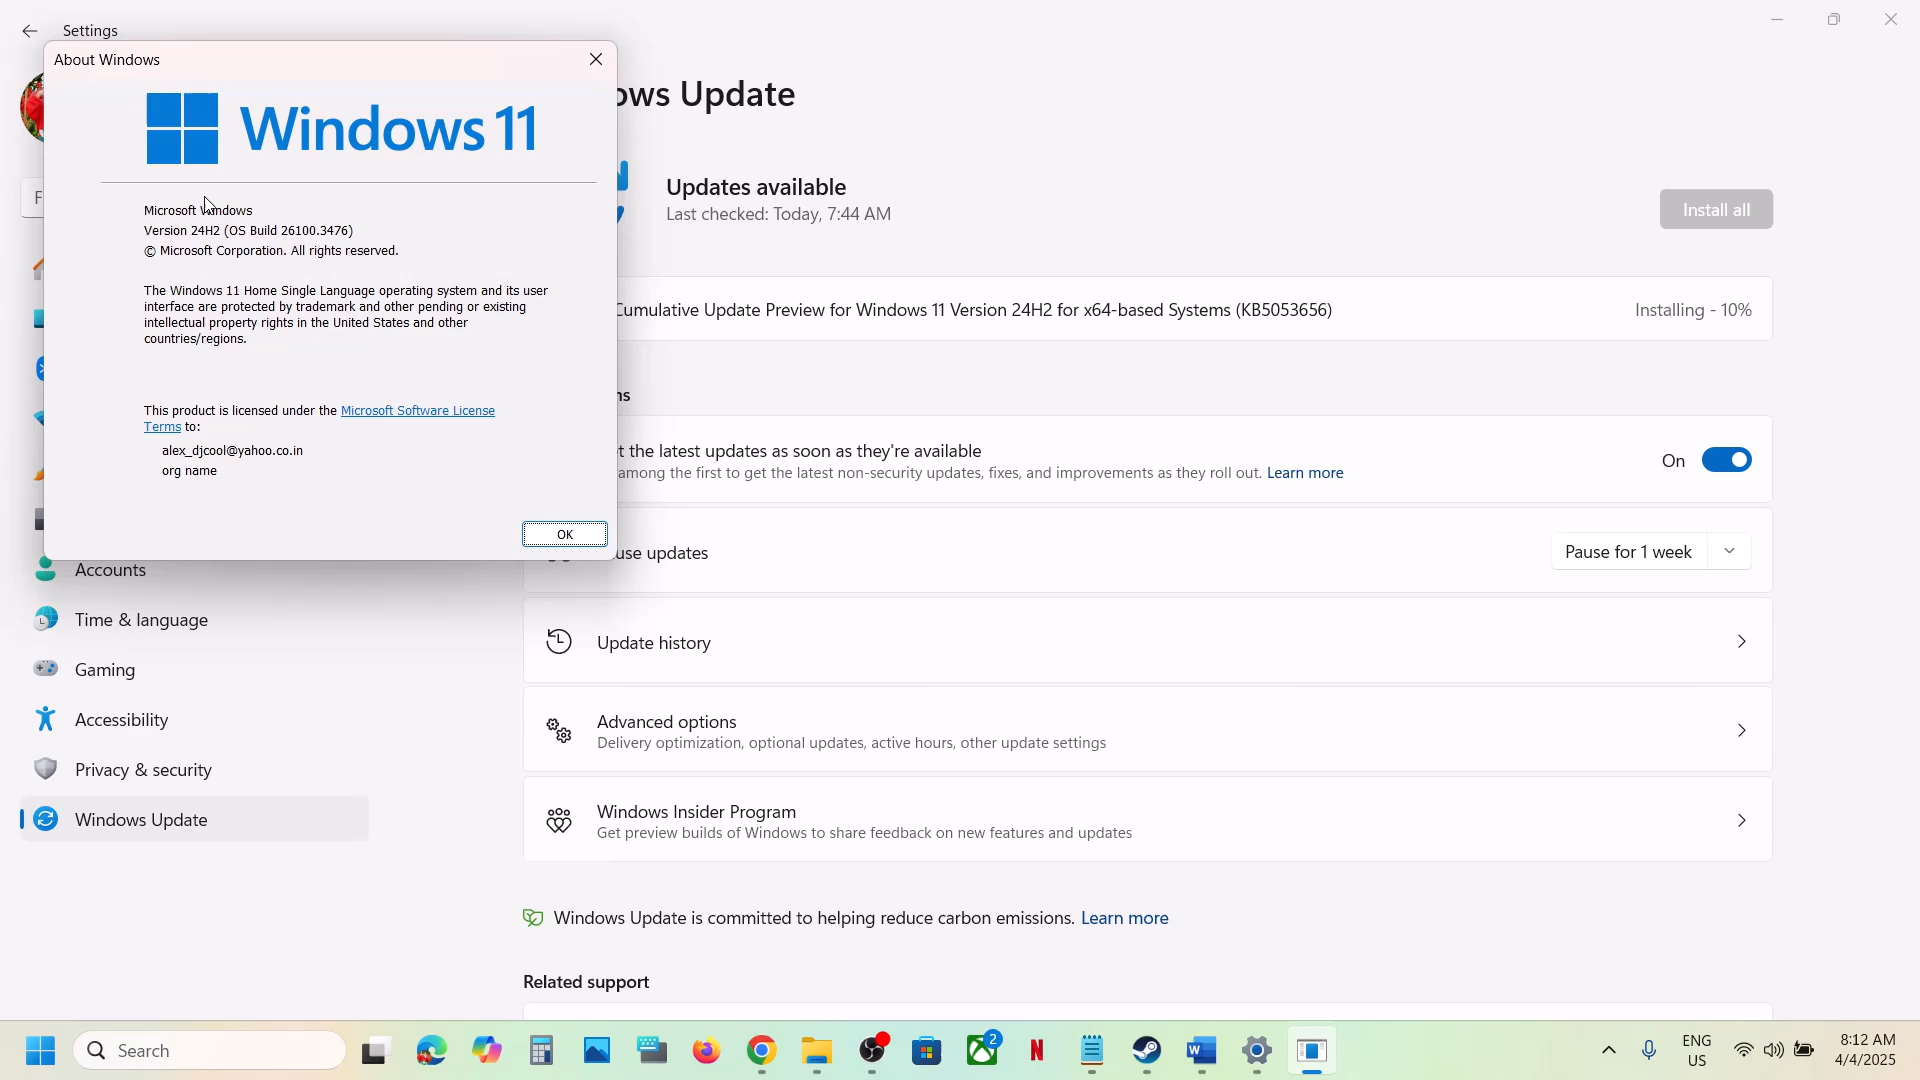 Settings
About Windows
Windows 11
Microsoft Windows
Version 24H2 (OS Build 26100.3476)
© Microsoft Corporation. All rights reserved.
The Windows 11 Home Single Language operating system and its user
interface are protected by trademark and other pending or existing
intellectual property rights in the United States and other
countries/regions.
This product is licensed under the Microsoft Software License
Terms to:
alex_djcool@yahoo.co.in
org name
OK
F
Accounts
Time & language
Gaming
Accessibility
Privacy & security
Windows Update
ows Update
Updates available
Last checked: Today, 7:44 AM
Install all
Cumulative Update Preview for Windows 11 Version 24H2 for x64-based Systems (KB5053656)
Installing - 10%
ns
t the latest updates as soon as they're available
among the first to get the latest non-security updates, fixes, and improvements as they roll out. Learn more
On
use updates
Pause for 1 week
Update history
Advanced options
Delivery optimization, optional updates, active hours, other update settings
Windows Insider Program
Get preview builds of Windows to share feedback on new features and updates
Windows Update is committed to helping reduce carbon emissions. Learn more
Related support
Search
2
N
W
ENG
US
8:12 AM
4/4/2025